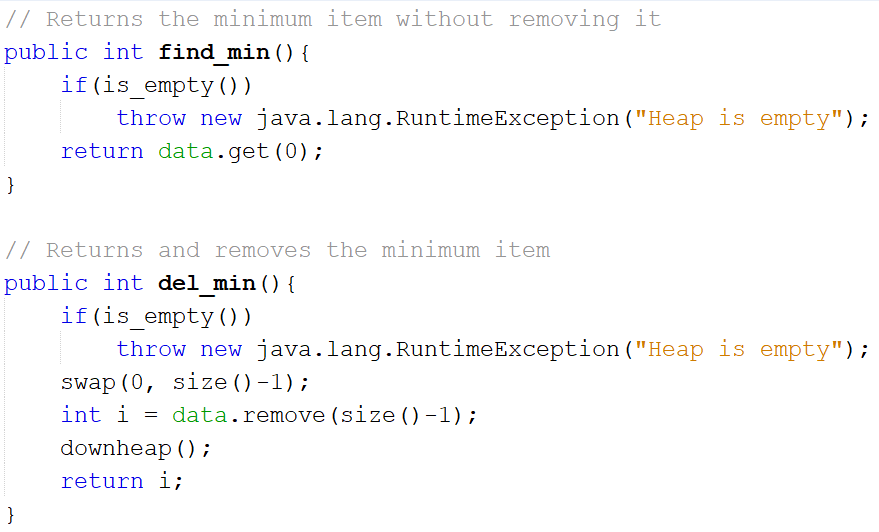 // Returns the minimum item without removing it
public int find_min(){
    if(is_empty())
        throw new java.lang.RuntimeException("Heap is empty");
    return data.get(0);
}

// Returns and removes the minimum item
public int del_min(){
    if(is_empty())
        throw new java.lang.RuntimeException("Heap is empty");
    swap(0, size()-1);
    int i = data.remove(size()-1);
    downheap();
    return i;
}